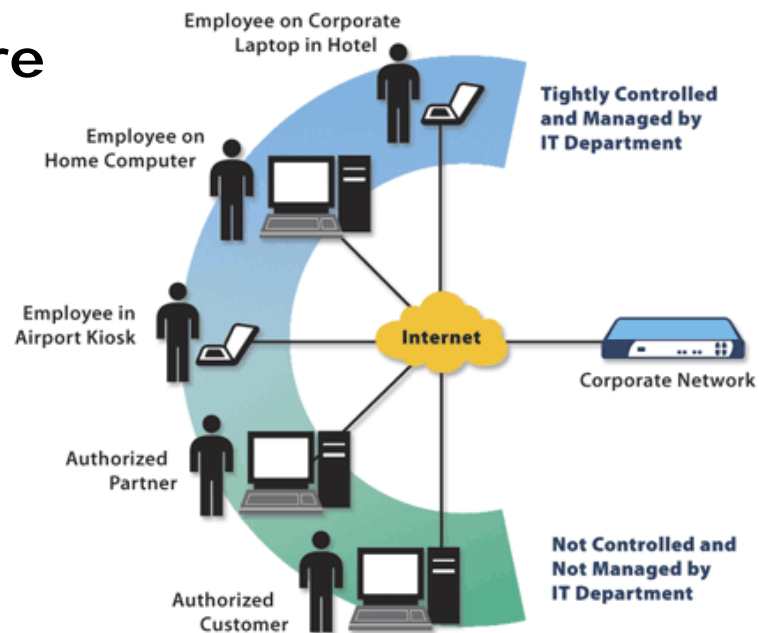 re
Employee on Corporate
Laptop in Hotel
Tightly Controlled
and Managed by
IT Department
Employee on
Home Computer
Employee in
Airport Kiosk
Internet
Corporate Network
Authorized
Partner
Not Controlled and
Not Managed by
IT Department
Authorized
Customer